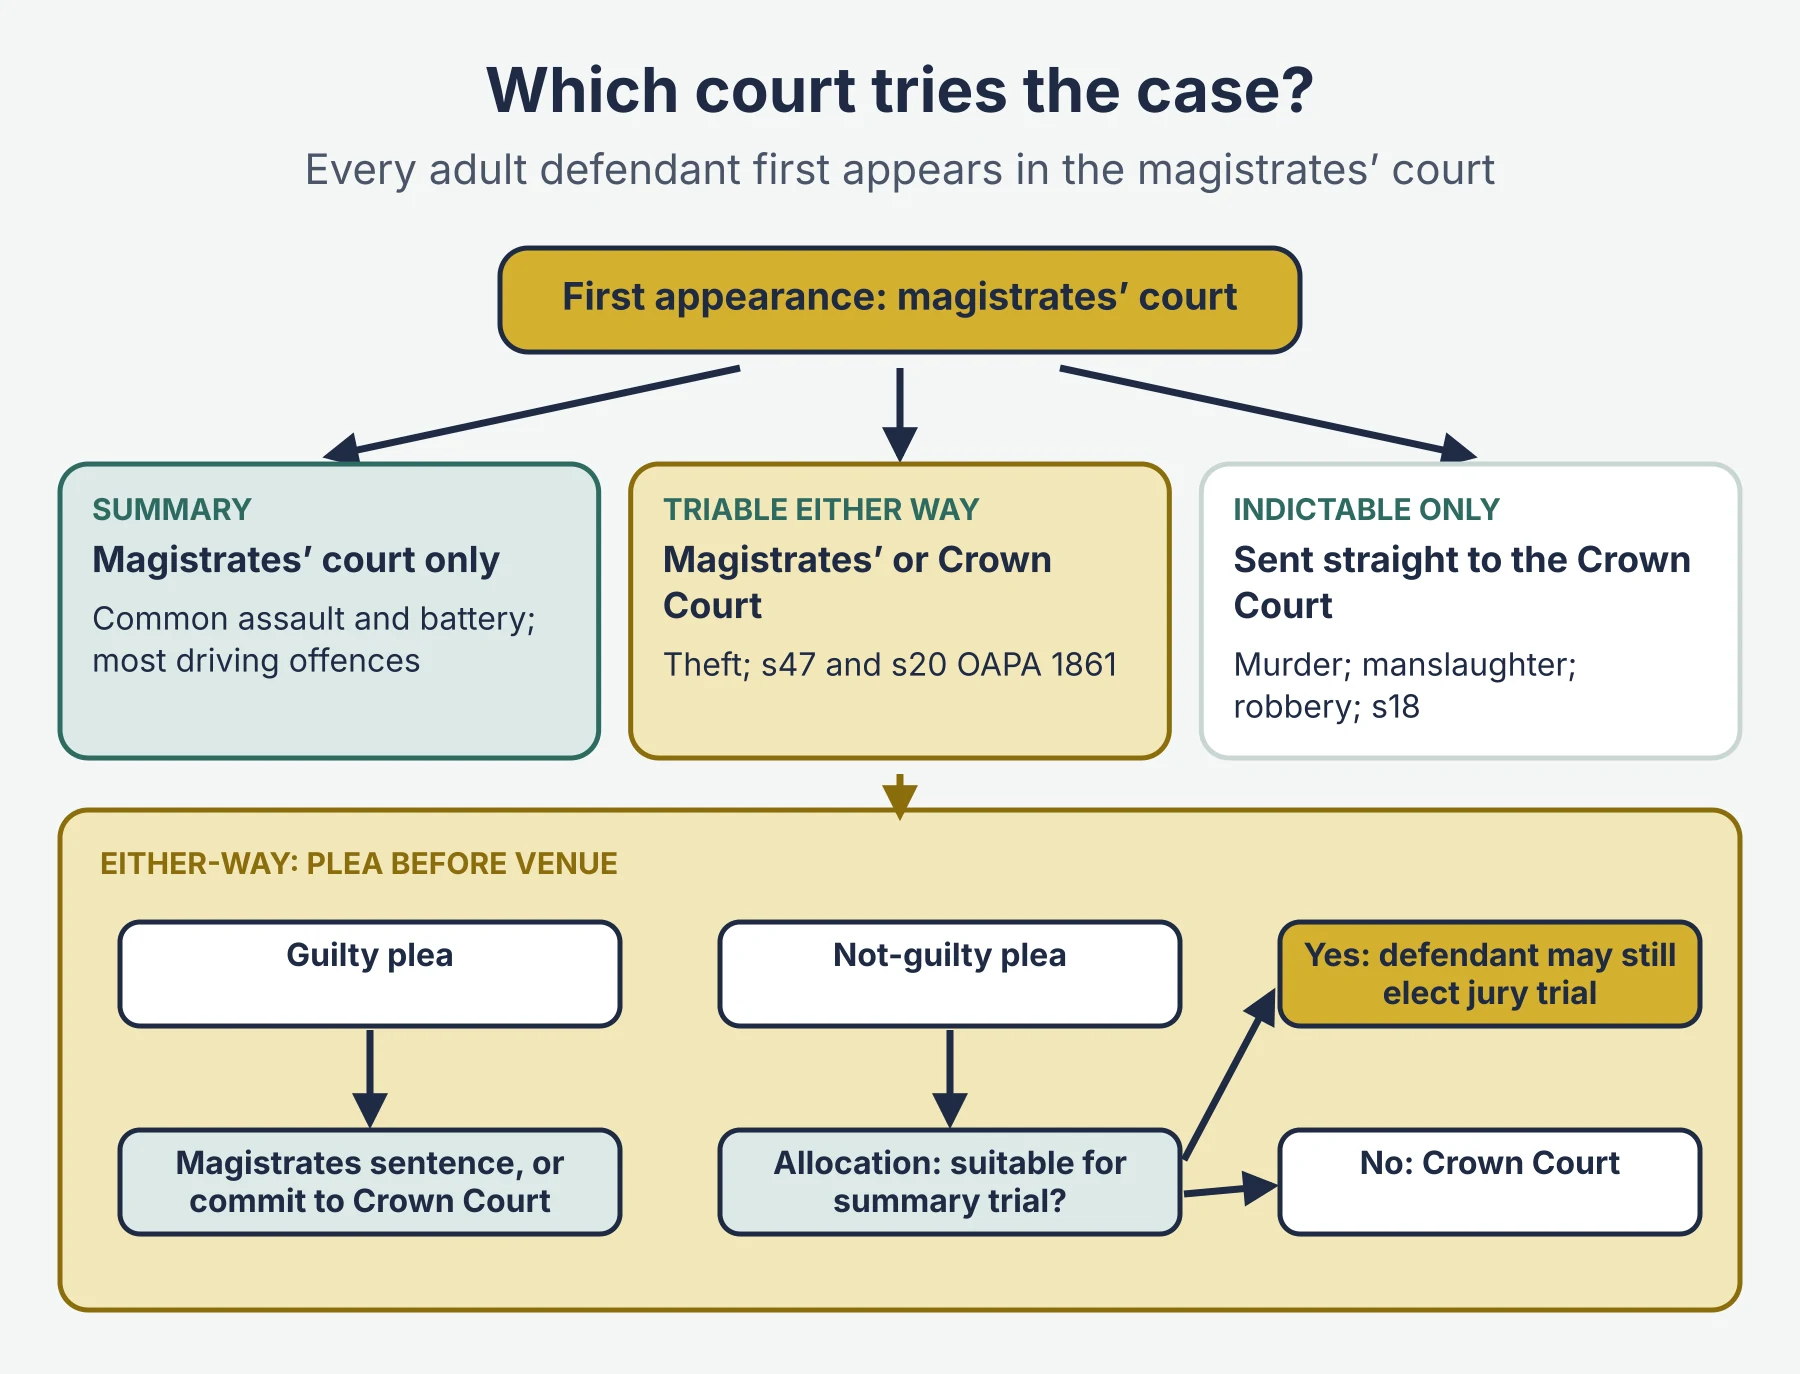 Which court tries the case?
Every adult defendant first appears in the magistrates’ court
First appearance: magistrates’ court
SUMMARY
Magistrates’ court only
Common assault and battery;
most driving offences
TRIABLE EITHER WAY
Magistrates’ or Crown
Court
Theft; s47 and s20 OAPA 1861
INDICTABLE ONLY
Sent straight to the Crown
Court
Murder; manslaughter;
robbery; s18
EITHER-WAY: PLEA BEFORE VENUE
Guilty plea
Magistrates sentence, or
commit to Crown Court
Not-guilty plea
Allocation: suitable for
summary trial?
Yes: defendant may still
elect jury trial
No: Crown Court